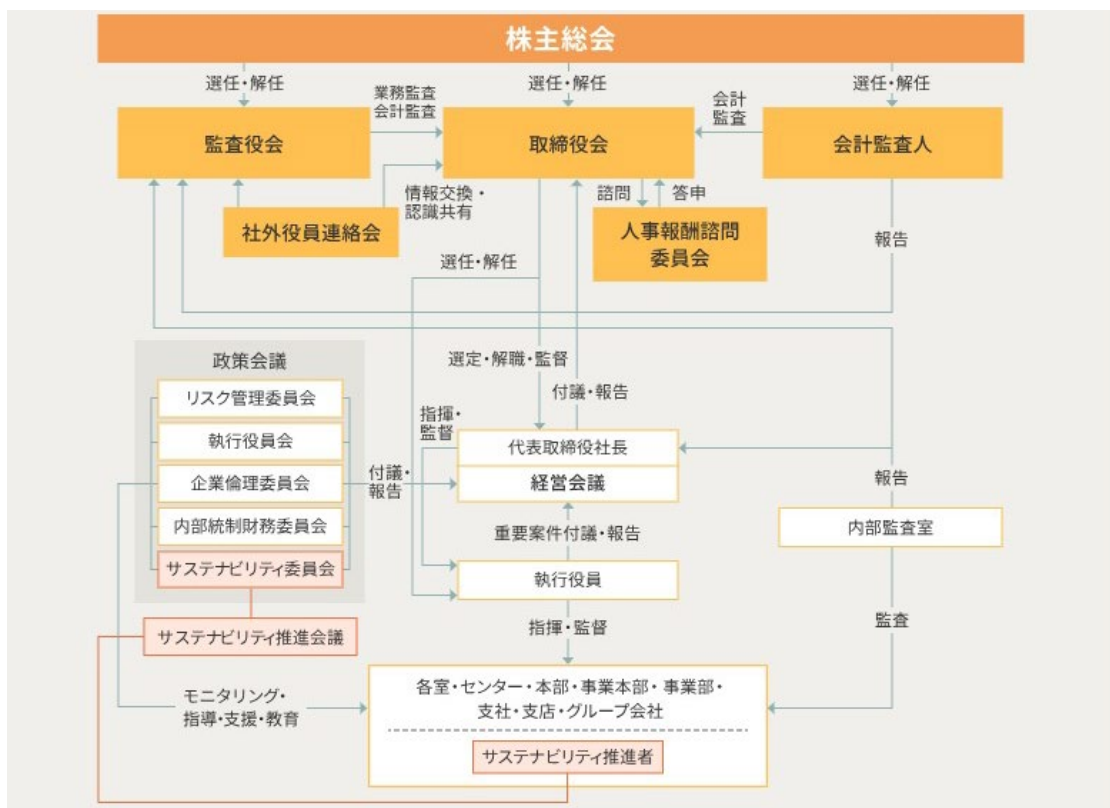 株主総会
選任・解任
選任・解任
選任・解任
業務監査
会計監査
会計
監査
監査役会
取締役会
会計監査人
情報交換・
認識共有
諮問
答申
社外役員連絡会
人事報酬諮問
委員会
報告
選任・解任
政策会議
選定・解職・監督
リスク管理委員会
付議・報告
指揮・
監督
執行役員会
代表取締役社長
付議・
報告
企業倫理委員会
経営会議
報告
内部統制財務委員会
重要案件付議・報告
内部監査室
サステナビリティ委員会
執行役員
サステナビリティ推進会議
指揮・監督
監査
モニタリング・
指導・支援・教育
各室・センター・本部・事業本部・事業部・
支社・支店・グループ会社
サステナビリティ推進者